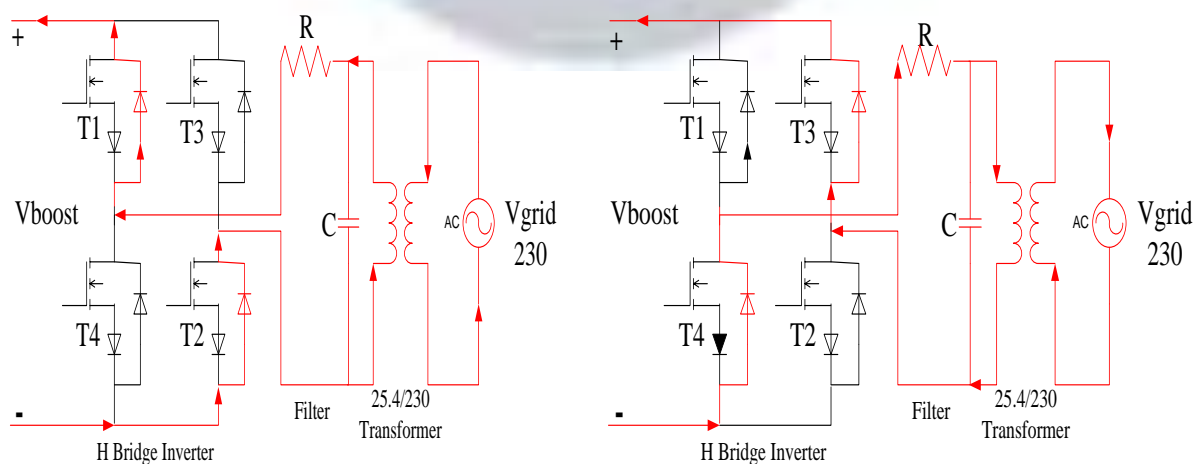 +
R
T1
T3
Vboost
C
AC
Vgrid
230
T4
T2
-
Filter
25.4/230
Transformer
H Bridge Inverter
+
R
T1
T3
Vboost
C
AC
Vgrid
230
T4
T2
-
Filter
25.4/230
Transformer
H Bridge Inverter